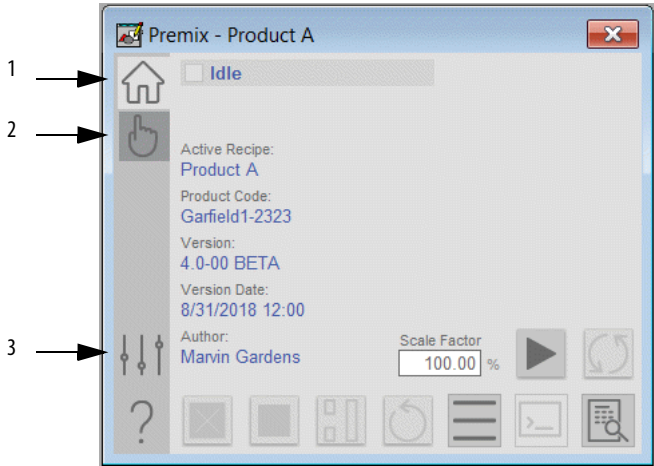 Premix - Product A
1
Idle
2
Active Recipe:
Product A
Product Code:
Garfield1-2323
Version:
4.0-00 BETA
Version Date:
8/31/2018 12:00
3
Author:
Marvin Gardens
Scale Factor
100.00 %
?
>_